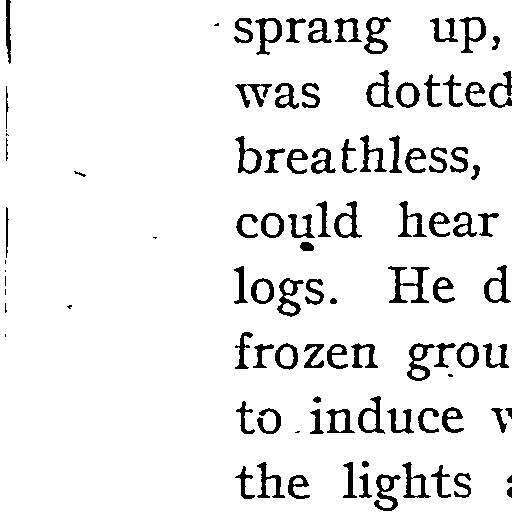 sprang up,
was dotted
breathless,
could hear
logs. He d
frozen grou
to induce
the lights